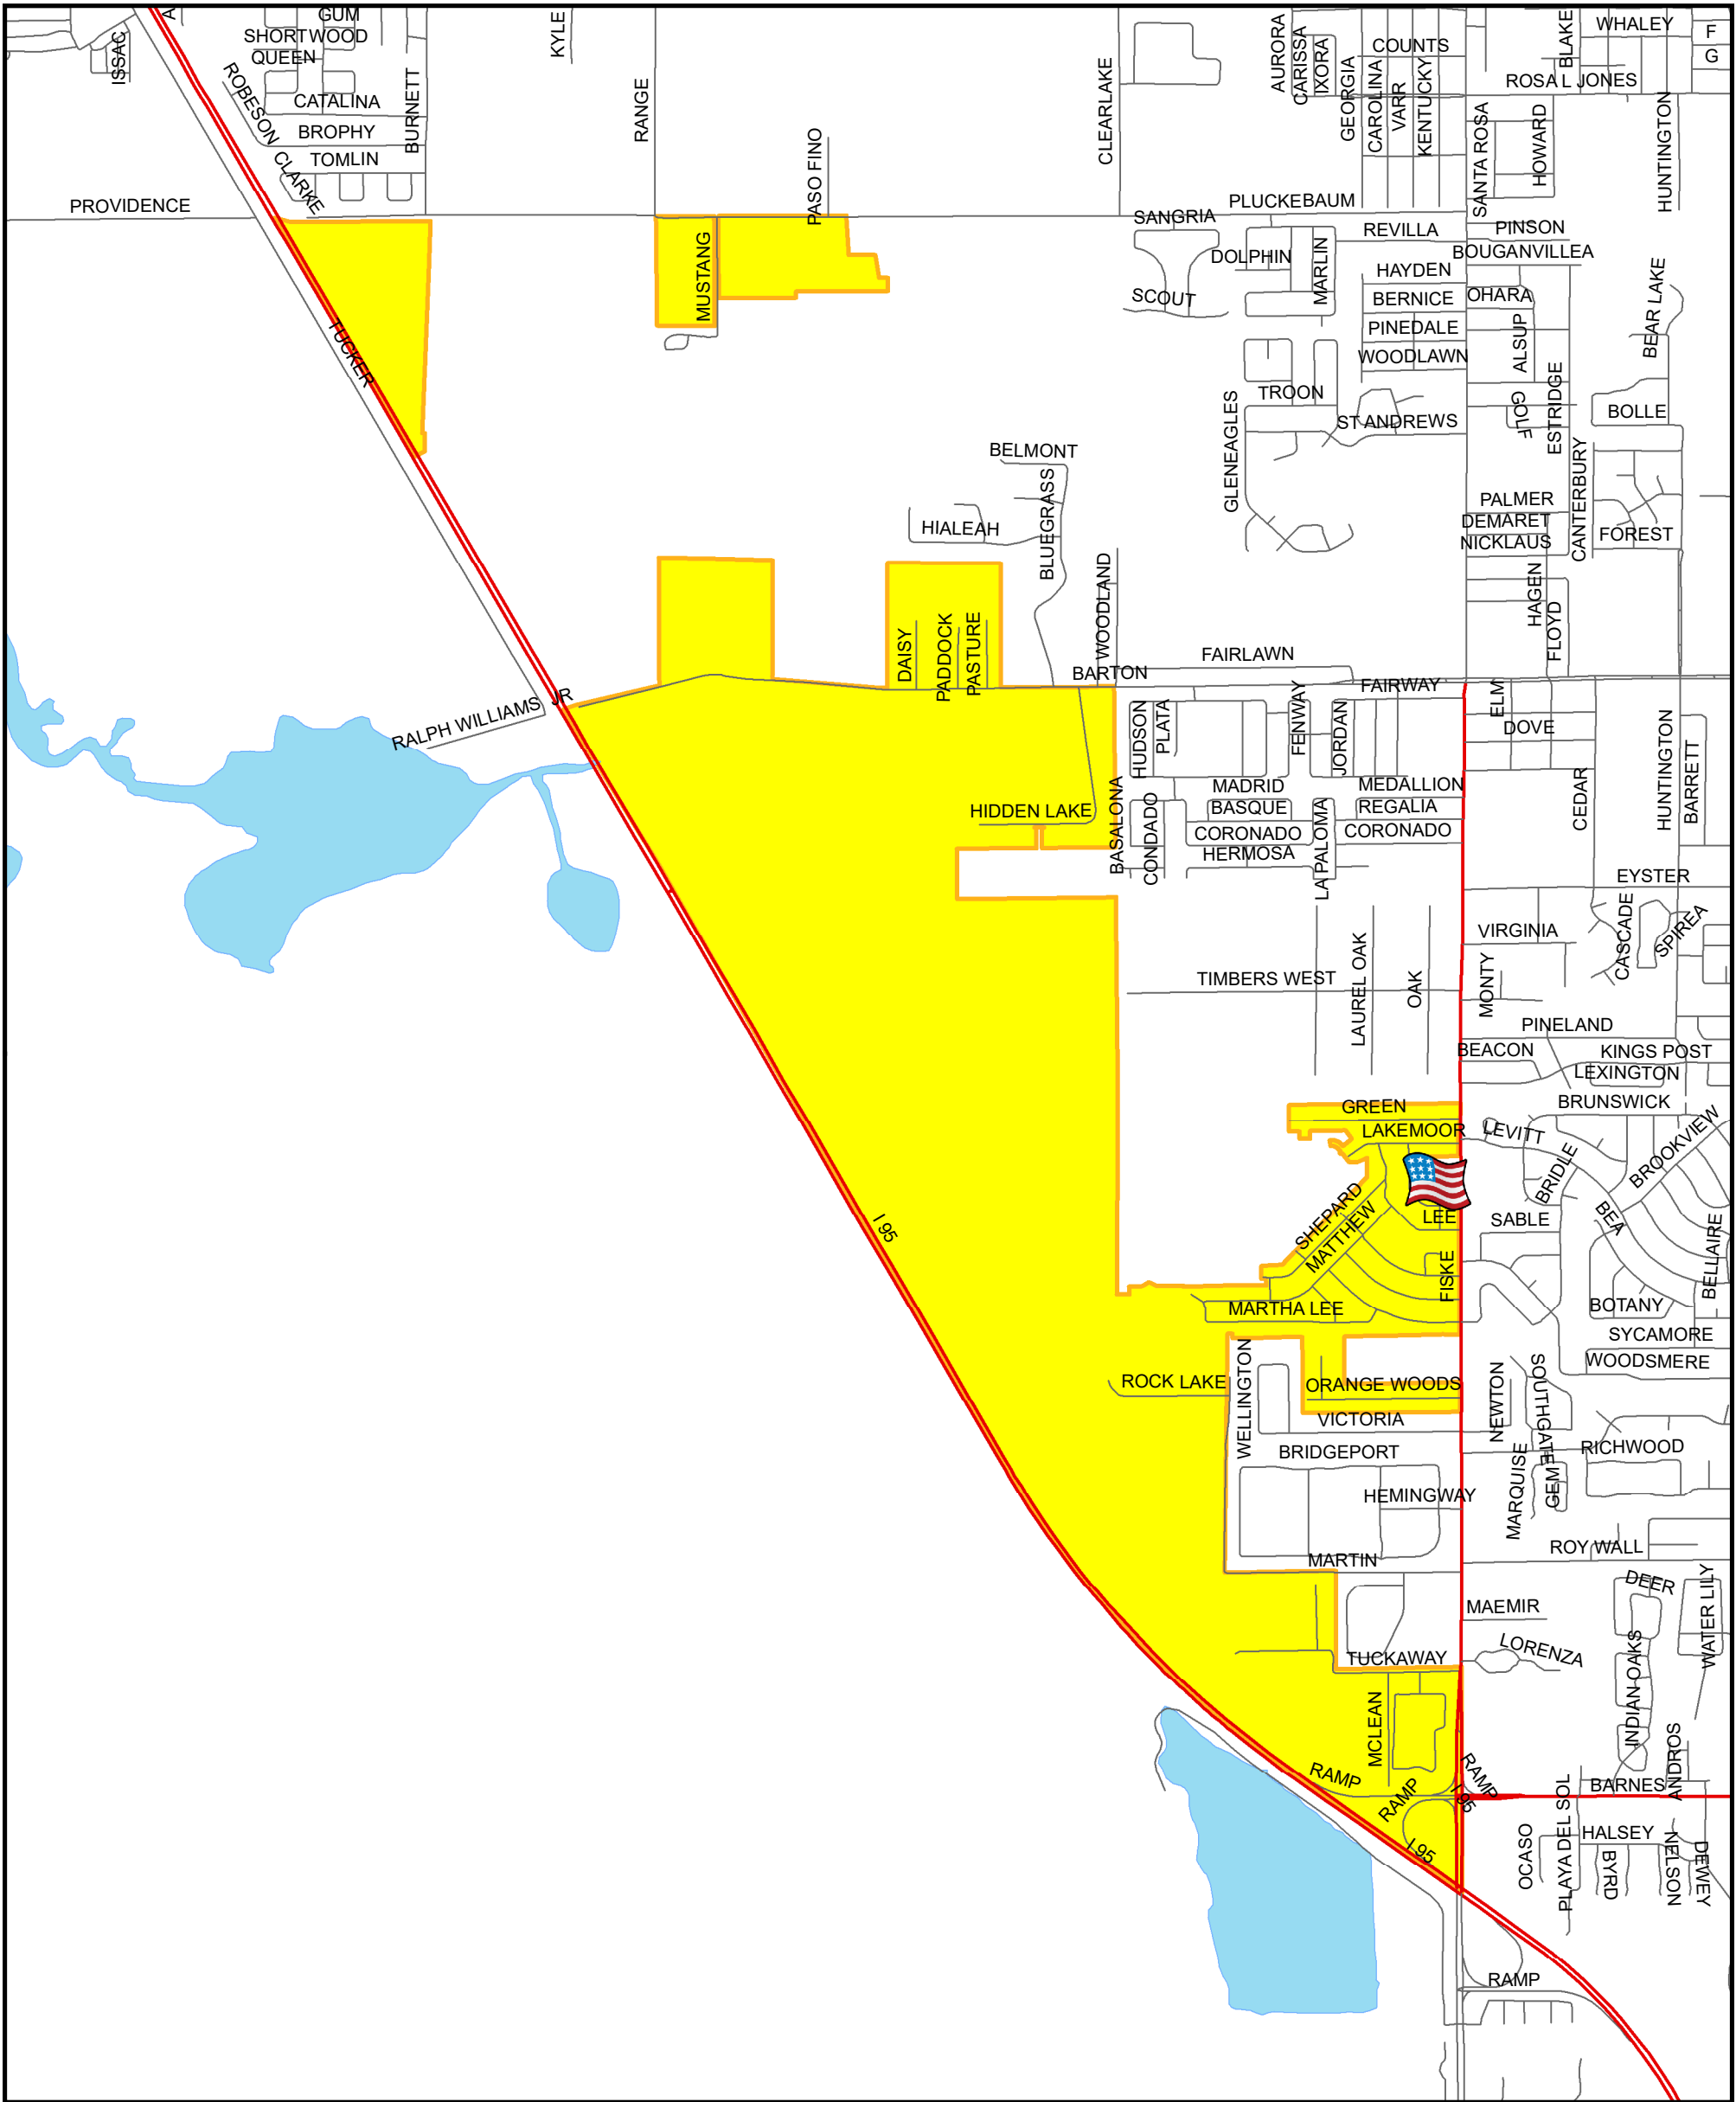 GUM
SHORTWOOD
QUEEN
ISSAC
A
KYLE
ROBESON
CATALINA
BURNETT
BROPHY
CLARKE
TOMLIN
PROVIDENCE
RANGE
PASO FINO
CLEARLAKE
AURORA
CARISSA
IXORA
GEORGIA
COUNTS
CAROLINA
VARR
KENTUCKY
BLAKE
WHALEY
F
G
ROSA L JONES
SANTA ROSA
HOWARD
HUNTINGTON
PLUCKEBAUM
SANGRIA
REVILLA
PINSON
BOUGANVILLEA
DOLPHIN
MARLIN
HAYDEN
SCOUT
BERNICE
OHARA
PINEDALE
ALSUP
BEAR LAKE
WOODLAWN
MUSTANG
TUCKER
TROON
GLENEAGLES
ST ANDREWS
GOLF
ESTRIDGE
BOLLE
BELMONT
BLUEGRASS
HIALEAH
PALMER
DEMARET
NICKLAUS
CANTERBURY
FOREST
WOODLAND
HAGEN
FLOYD
DAISY
PADDOCK
PASTURE
FAIRLAWN
BARTON
FAIRWAY
ELM
RALPH WILLIAMS JR
HUDSON
PLATA
FENWAY
JORDAN
DOVE
HUNTINGTON
BARRETT
MADRID
MEDALLION
CEDAR
HIDDEN LAKE
BASALONA
CONDADO
BASQUE
LA PALOMA
REGALIA
CORONADO
CORONADO
HERMOSA
EYSTER
VIRGINIA
CASCADE
SPIREA
TIMBERS WEST
LAUREL OAK
OAK
MONTY
PINELAND
BEACON
KINGS POST
LEXINGTON
GREEN
BRUNSWICK
LAKEMOOR
LEVITT
BROOKVIEW
BRIDLE
SHEPARD
MATTHEW
LEE
SABLE
BEA
BELLAIRE
I 95
FISKE
MARTHA LEE
BOTANY
SYCAMORE
WOODSMERE
ROCK LAKE
WELLINGTON
ORANGE WOODS
NEWTON
SOUTHGATE
VICTORIA
BRIDGEPORT
RICHWOOD
MARQUISE
GEM
HEMINGWAY
MARTIN
ROY WALL
DEER
WATER LILY
MAEMIR
LORENZA
INDIAN OAKS
TUCKAWAY
MCLEAN
RAMP
RAMP
RAMP
I 95
I 95
ANDROS
BARNES
PLAYA DEL SOL
OCASO
HALSEY
BYRD
NELSON
DEWEY
RAMP